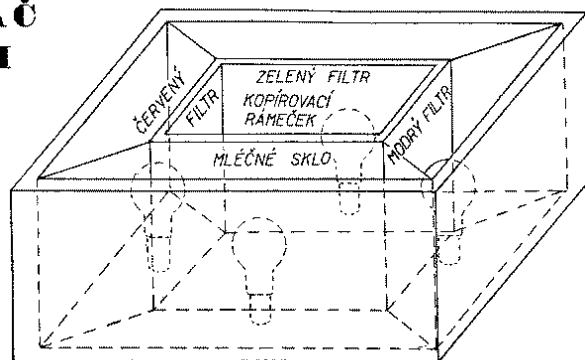 Č
ZELENÝ FILTR
ČERVENÝ
FILTR
KOPÍROVACÍ
RÁMEČEK
MODRÝ FILTR
MLÉČNÉ SKLO